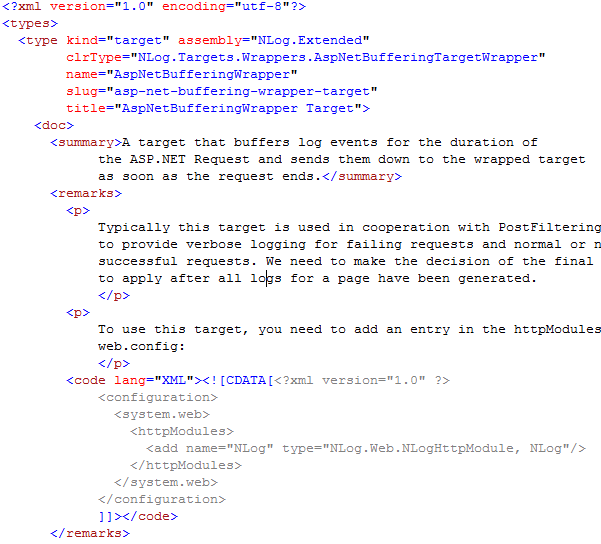 <?xml version="1.0" encoding="utf-8"?>
<types>
  <type kind="target" assembly="NLog.Extended"
        clrType="NLog.Targets.Wrappers.AspNetBufferingTargetWrapper"
        name="AspNetBufferingWrapper"
        slug="asp-net-buffering-wrapper-target"
        title="AspNetBufferingWrapper Target">
    <doc>
      <summary>A target that buffers log events for the duration of
            the ASP.NET Request and sends them down to the wrapped target
            as soon as the request ends.</summary>
      <remarks>
        <p>
            Typically this target is used in cooperation with PostFiltering
            to provide verbose logging for failing requests and normal or n
            successful requests. We need to make the decision of the final
            to apply after all logs for a page have been generated.
            </p>
        <p>
            To use this target, you need to add an entry in the httpModules
            web.config:
            </p>
        <code lang="XML"><![CDATA[<?xml version="1.0" ?>
            <configuration>
              <system.web>
                <httpModules>
                  <add name="NLog" type="NLog.Web.NLogHttpModule, NLog"/>
                </httpModules>
              </system.web>
            </configuration>
            ]]></code>
      </remarks>